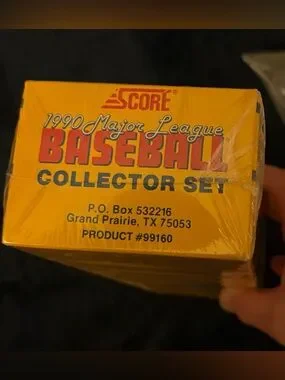 SCORE
1990 Major League
BASEBALL
COLLECTOR SET
P.O. Box 532216
Grand Prairie, TX 75053
PRODUCT #99160